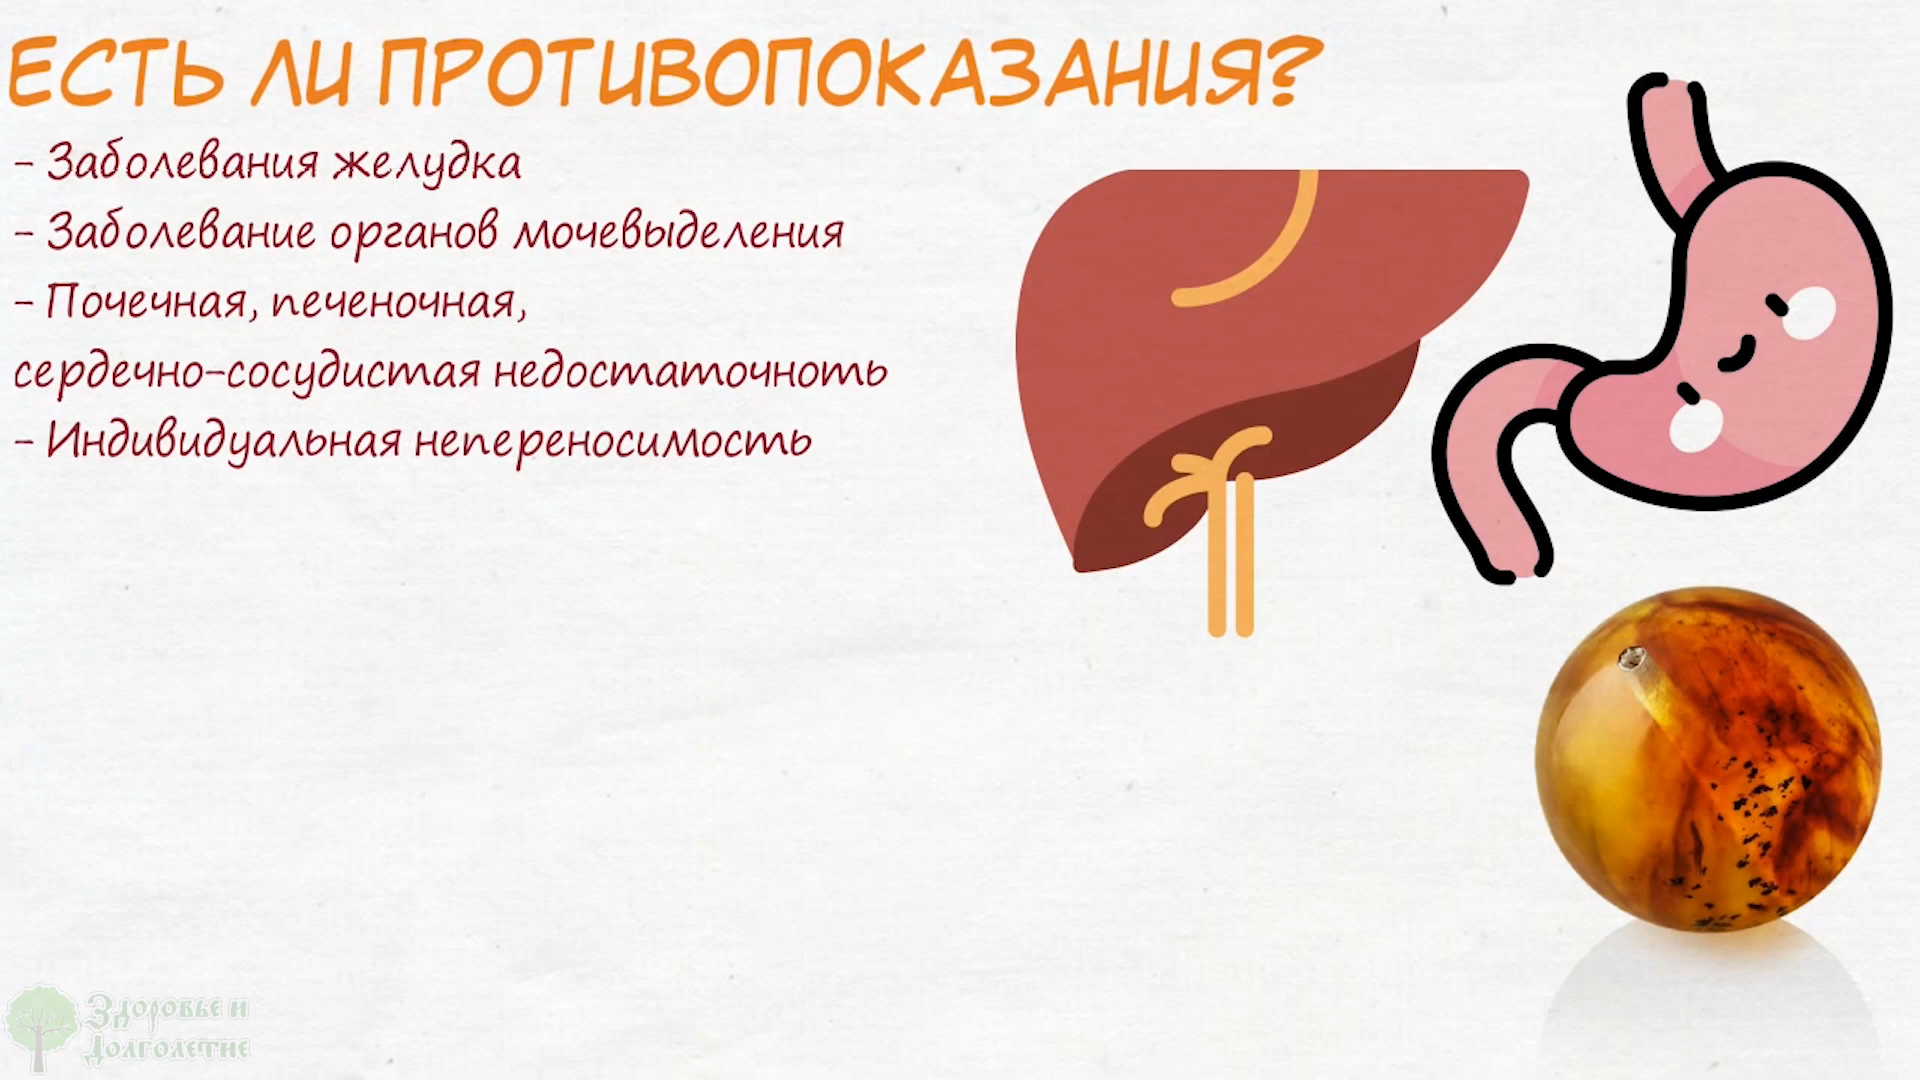 ЕСТЬ ЛИ ПРОТИВОПОКАЗАНИЯ?
- Заболевания желудка
- Заболевание органов мочевыделения
- Почечная, печеночная,
сердечно-сосудистая недостаточноть
- Индивидуальная непереносимость
Здоровье и
Долголетие